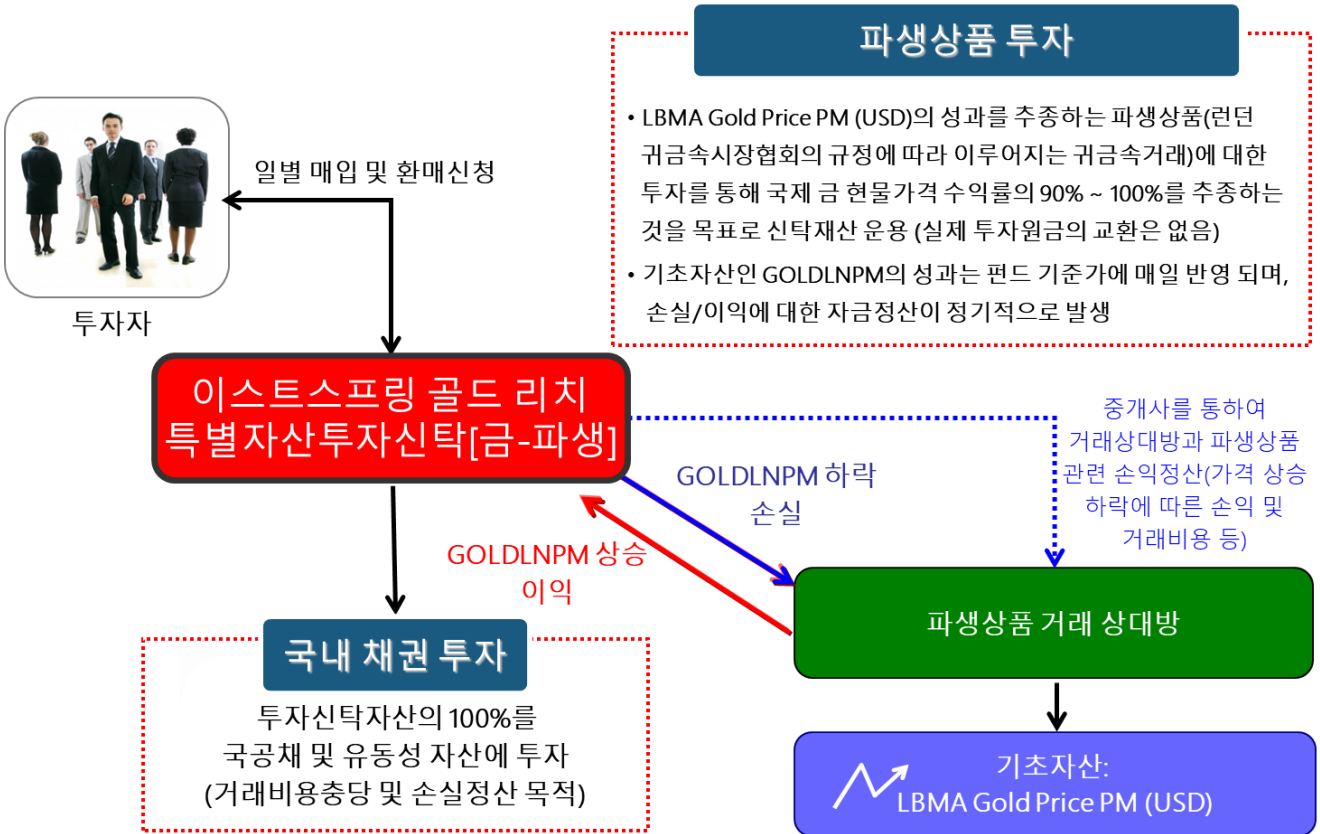 파생상품 투자
• LBMA Gold Price PM (USD)의 성과를 추종하는 파생상품(런던
귀금속시장협회의 규정에 따라 이루어지는 귀금속거래)에 대한
투자를 통해 국제 금 현물가격 수익률의 90% ~ 100%를 추종하는
것을 목표로 신탁재산 운용 (실제 투자원금의 교환은 없음)
• 기초자산인 GOLDLNPM의 성과는 펀드 기준가에 매일 반영 되며,
손실/이익에 대한 자금정산이 정기적으로 발생
일별 매입 및 환매신청
투자자
이스트스프링 골드 리치
특별자산투자신탁[금-파생]
중개사를 통하여
거래상대방과 파생상품
관련 손익정산(가격 상승
하락에 따른 손익 및
거래비용 등)
GOLDLNPM 하락
손실
GOLDLNPM 상승
이익
파생상품 거래 상대방
국내 채권 투자
투자신탁자산의 100%를
국공채 및 유동성 자산에 투자
(거래비용충당 및 손실정산 목적)
기초자산:
LBMA Gold Price PM (USD)